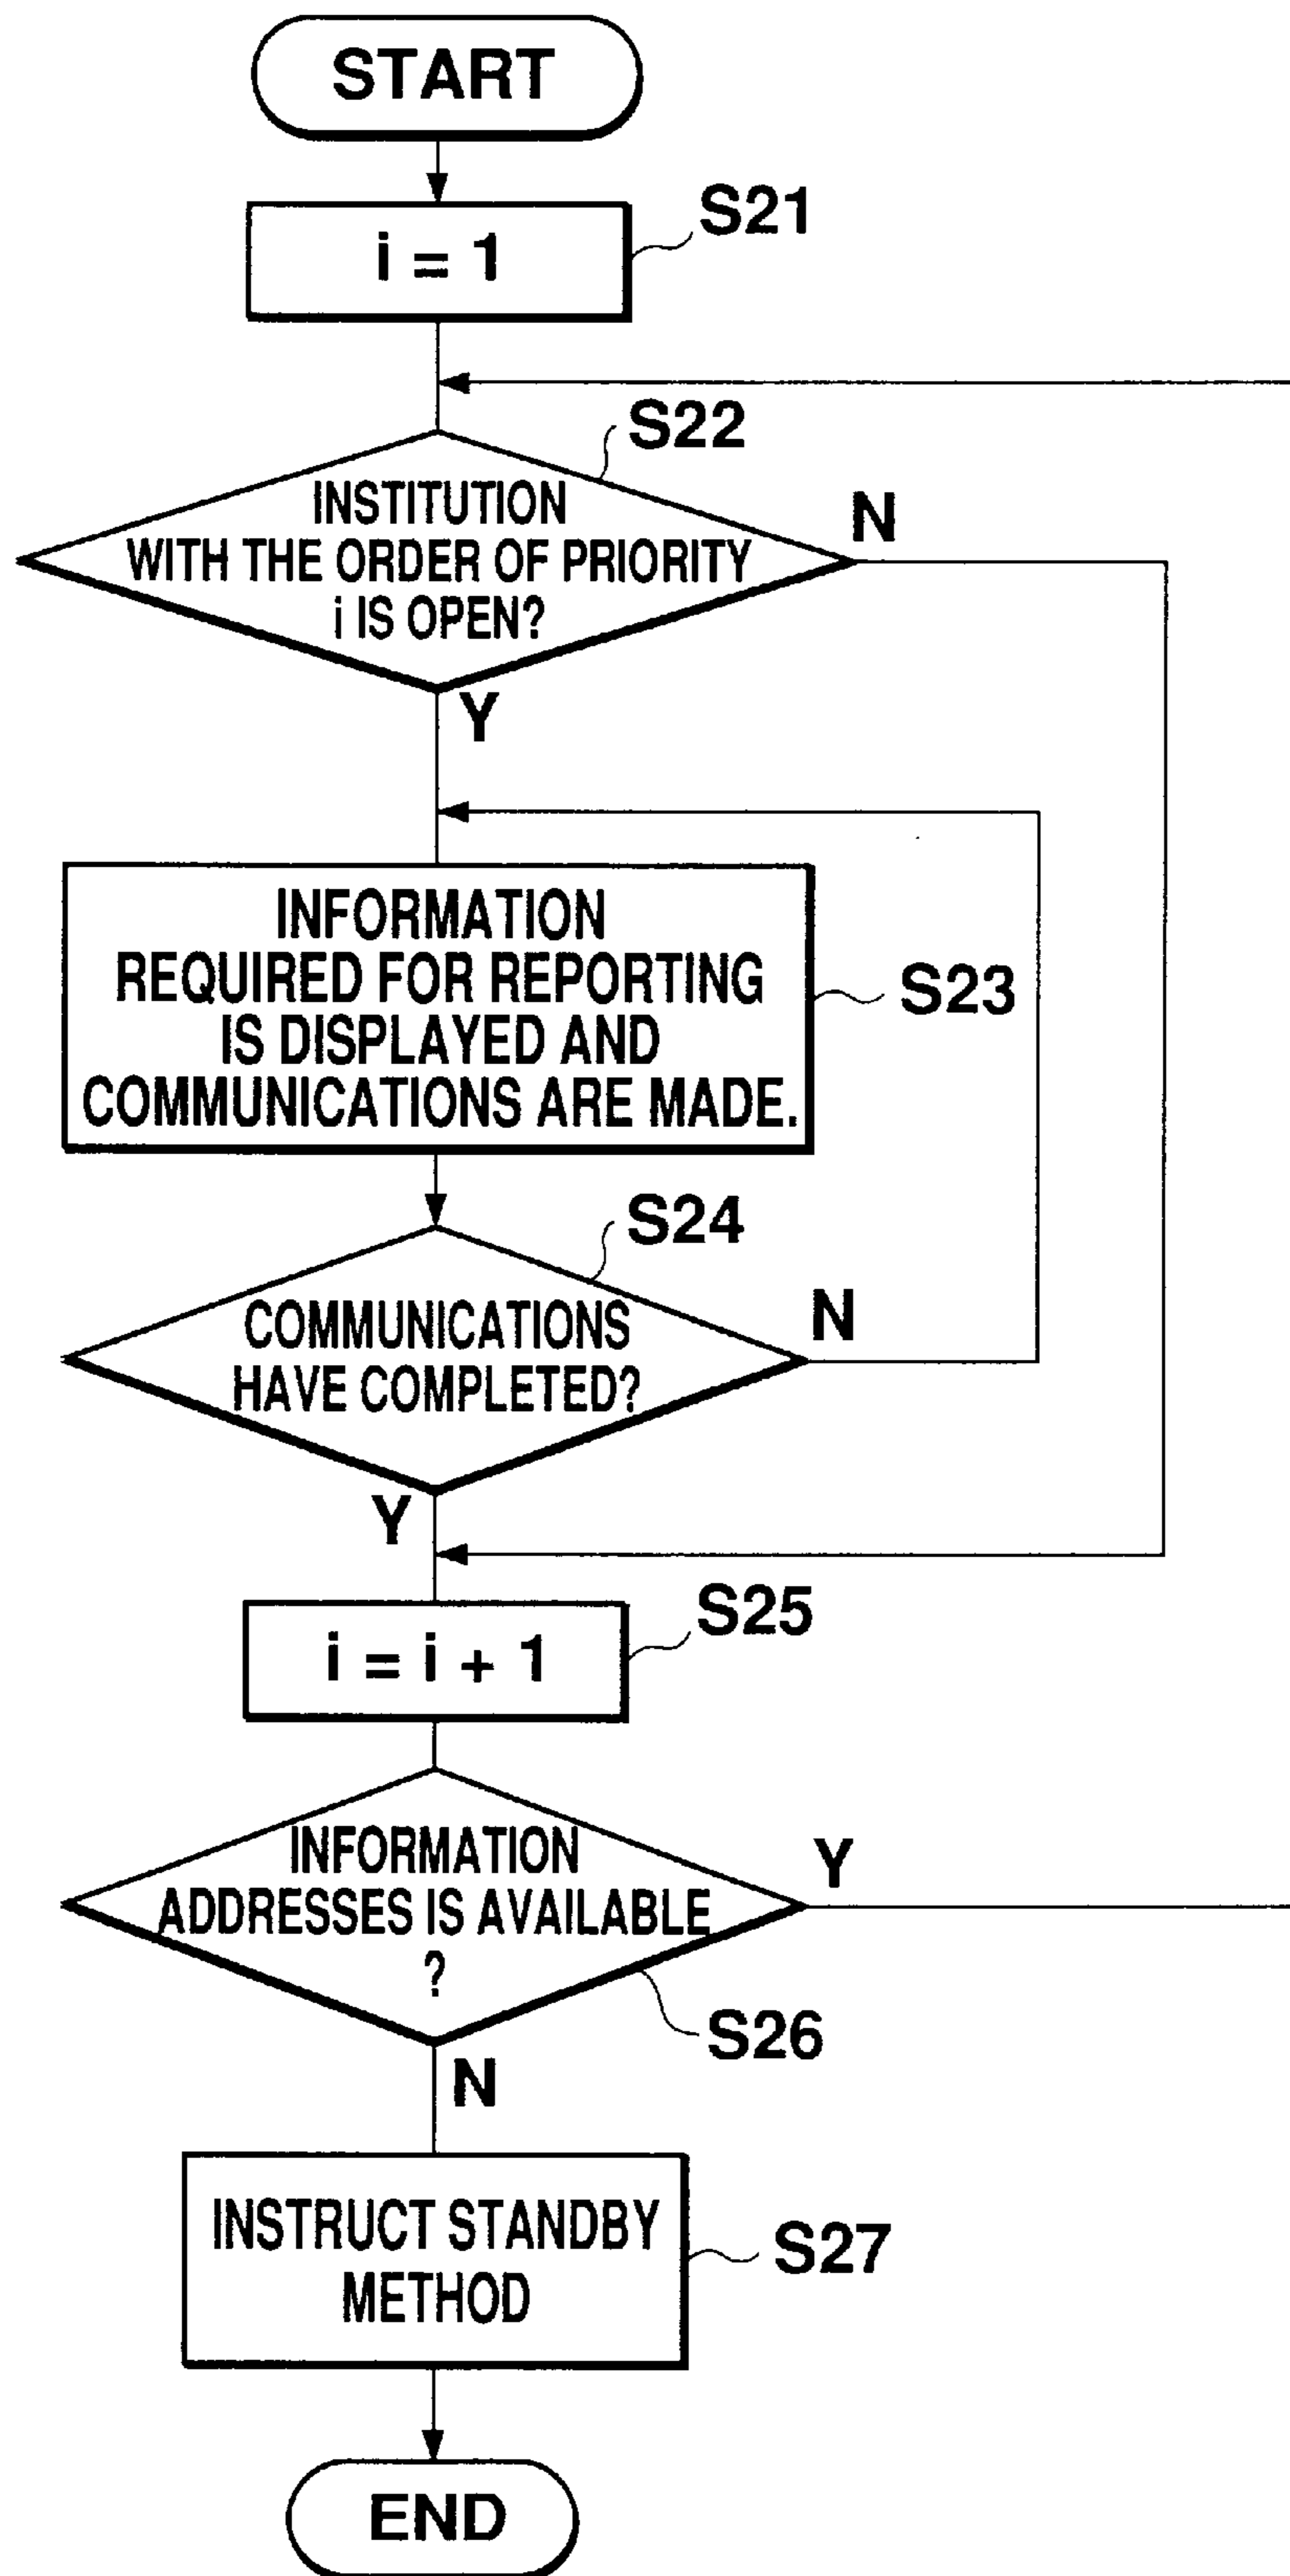 START
S21
i = 1
S22
INSTITUTION
WITH THE ORDER OF PRIORITY
i IS OPEN?
N
Y
INFORMATION
REQUIRED FOR REPORTING
IS DISPLAYED AND
COMMUNICATIONS ARE MADE.
S23
S24
COMMUNICATIONS
HAVE COMPLETED?
N
Y
S25
i = i + 1
INFORMATION
ADDRESSES IS AVAILABLE
?
Y
S26
N
INSTRUCT STANDBY
METHOD
S27
END